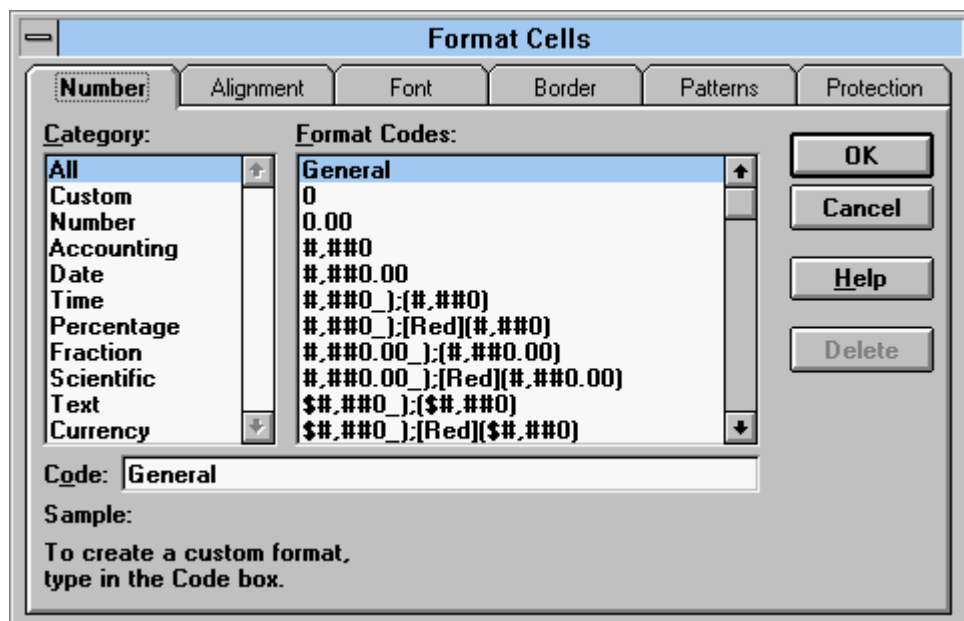 Format Cells
Number
Alignment
Font
Border
Patterns
Protection
Category:
All
Custom
Number
Accounting
Date
Time
Percentage
Fraction
Scientific
Text
Currency
Format Codes:
General
0
0.00
#,##0
#,##0.00
#,##0_);(#,##0)
#,##0_);[Red](#,##0)
#,##0.00_);(#,##0.00)
#,##0.00_);[Red](#,##0.00)
$#,##0_);($#,##0)
$#,##0_);[Red]($#,##0)
OK
Cancel
Help
Delete
Code: General
Sample:
To create a custom format,
type in the Code box.